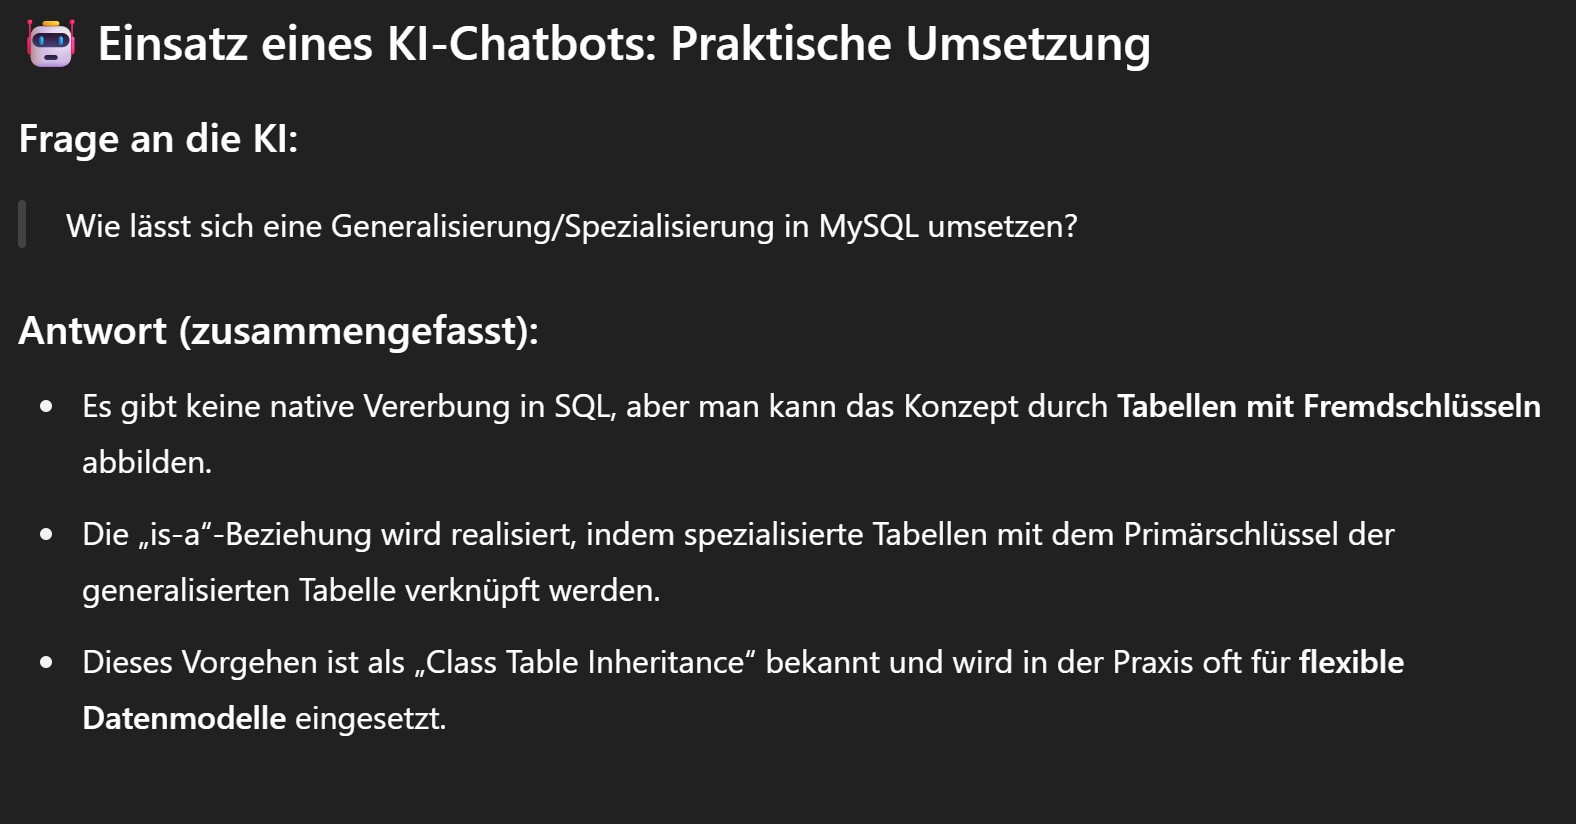 🤖 Einsatz eines KI-Chatbots: Praktische Umsetzung
Frage an die KI:
Wie lässt sich eine Generalisierung/Spezialisierung in MySQL umsetzen?
Antwort (zusammengefasst):
• Es gibt keine native Vererbung in SQL, aber man kann das Konzept durch Tabellen mit Fremdschlüsseln
abbilden.
• Die „is-a“-Beziehung wird realisiert, indem spezialisierte Tabellen mit dem Primärschlüssel der
generalisierten Tabelle verknüpft werden.
• Dieses Vorgehen ist als „Class Table Inheritance“ bekannt und wird in der Praxis oft für flexible
Datenmodelle eingesetzt.